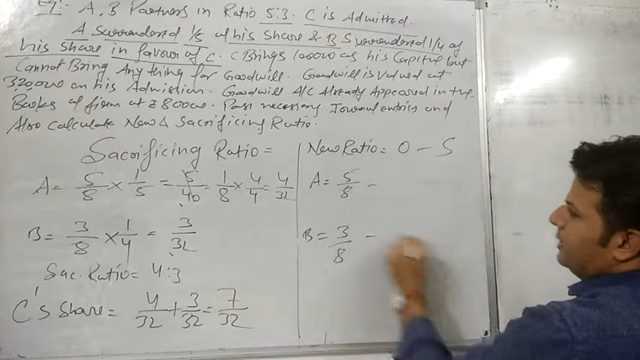 Eg:- A, B Partners in Ratio 5:3. C is Admitted.
A Surrendered 1/5 of his Share & B Surrendered 1/4 of
his Share in favour of C. C Brings 10000 as his Capital but
Cannot Bring Any thing for Goodwill. Goodwill is Valued at
32000 on his Admission. Goodwill A/C Already Appeared in the
Books of firm at ₹ 8000. Pass necessary Journal entries and
Also Calculate New & Sacrificing Ratio.
Sacrificing Ratio =
A = 5/8 × 1/5 = 5/40 = 1/8 × 4/4 = 4/32
B = 3/8 × 1/4 = 3/32
Sac. Ratio = 4:3
C's Share = 4/32 + 3/32 = 7/32
New Ratio = O - S
A = 5/8 -
B = 3/8 -